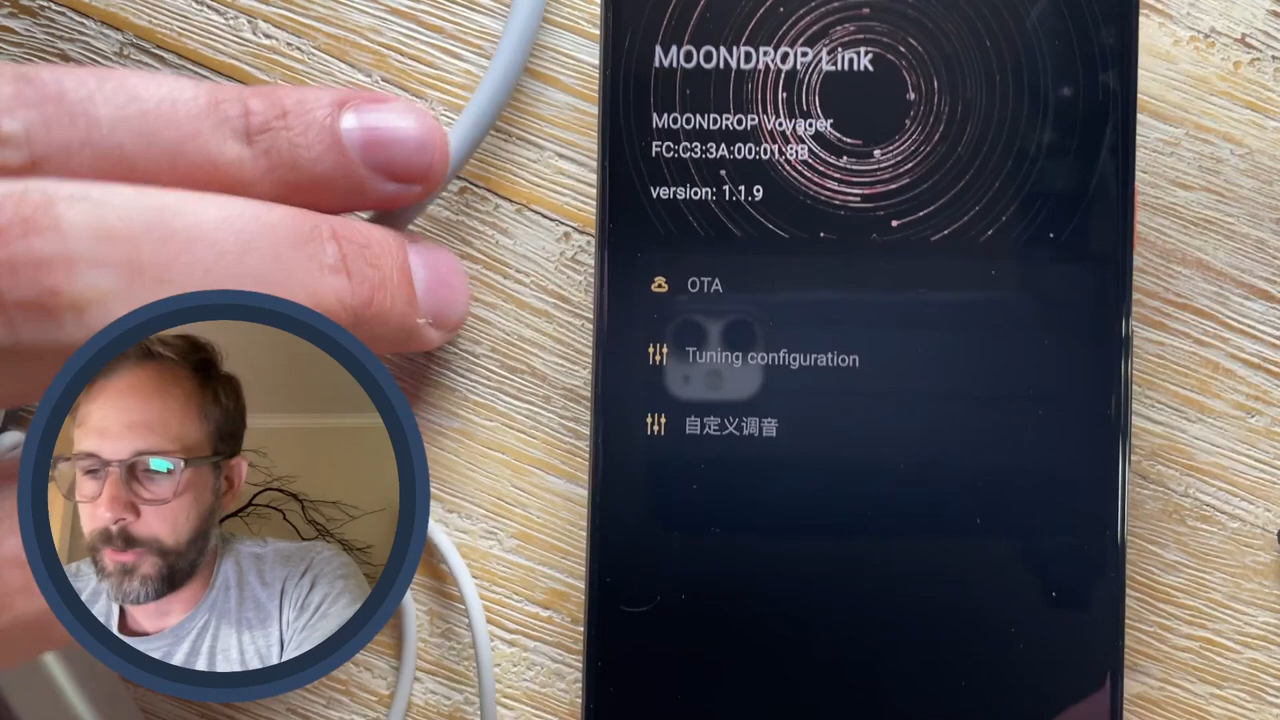 MOONDROP Link
MOONDROP Voyager
FC:C3:3A:00:01:8B
version: 1.1.9
OTA
Tuning configuration
自定义调音